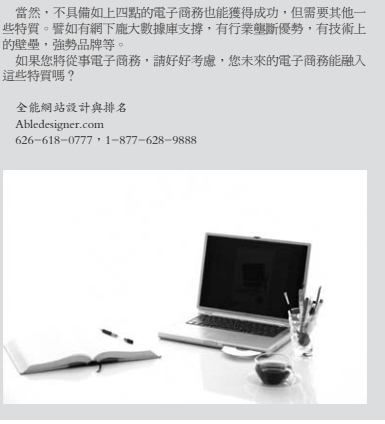 當然，不具備如上四點的電子商務也能獲得成功，但需要其他一
些特質。譬如有網下龐大數據庫支撐，有行業壟斷優勢，有技術上
的壁壘，強勢品牌等。
如果您將從事電子商務，請好好考慮，您未來的電子商務能融入
這些特質嗎？
全能網站設計與排名
Abledesigner.com
626-618-0777，1-877-628-9888